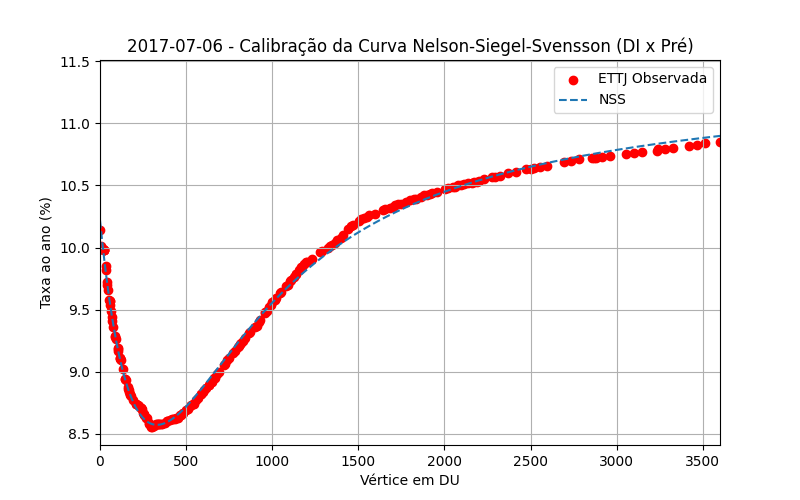 2017-07-06 - Calibração da Curva Nelson-Siegel-Svensson (DI x Pré)
ETTJ Observada
NSS
Taxa ao ano (%)
11.5
11.0
10.5
10.0
9.5
9.0
8.5
0 500 1000 1500 2000 2500 3000 3500
Vértice em DU